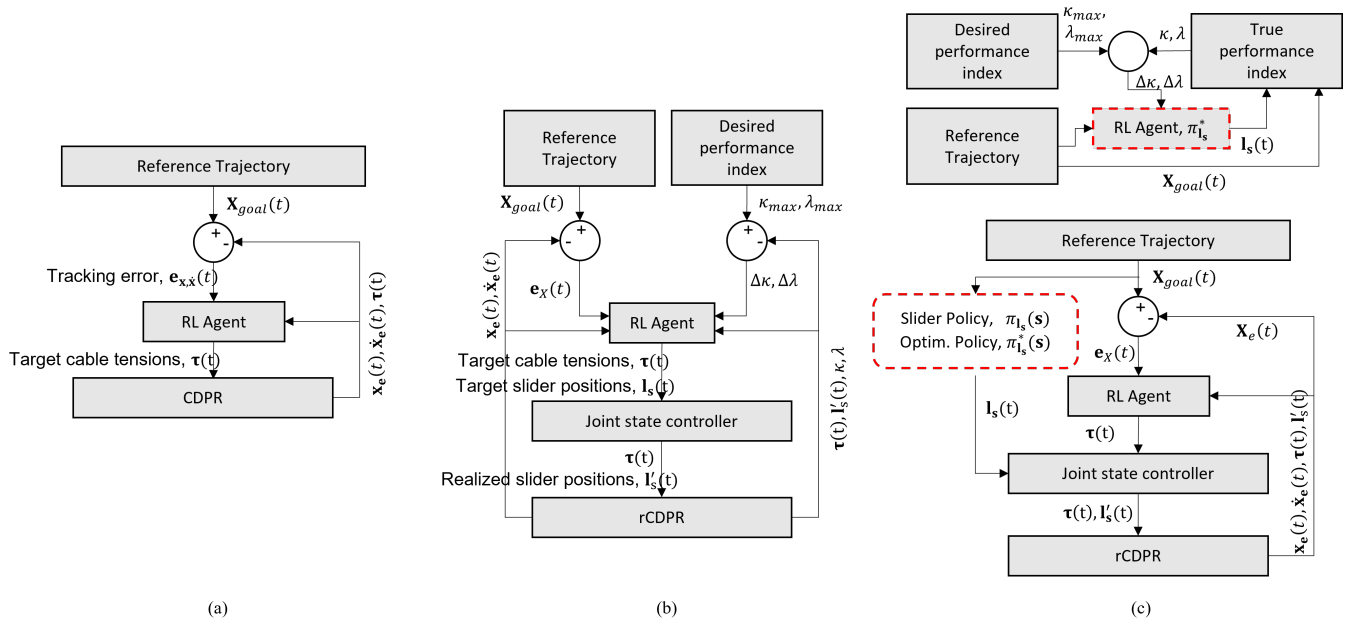 Reference Trajectory
𝐗_goal(t)
+
-
Tracking error, 𝐞_𝐱,𝐱̇(t)
RL Agent
Target cable tensions, 𝛕(t)
CDPR
𝐱_𝐞(t), 𝐱̇_𝐞(t), 𝛕(t)
(a)
Reference
Trajectory
Desired
performance
index
𝐗_goal(t)
κ_max, λ_max
+
-
+
-
𝐞_X(t)
Δκ, Δλ
𝐱_𝐞(t), 𝐱̇_𝐞(t)
RL Agent
Target cable tensions, 𝛕(t)
Target slider positions, 𝐥_𝐬(t)
Joint state controller
𝛕(t)
Realized slider positions, 𝐥′_𝐬(t)
rCDPR
𝛕(t), 𝐥′_𝐬(t), κ, λ
(b)
Desired
performance
index
κ_max,
λ_max
κ, λ
True
performance
index
Δκ, Δλ
Reference
Trajectory
RL Agent, π*_𝐥𝐬
𝐥_𝐬(t)
𝐗_goal(t)
Reference Trajectory
𝐗_goal(t)
Slider Policy, π_𝐥𝐬(𝐬)
Optim. Policy, π*_𝐥𝐬(𝐬)
+
-
𝐗_e(t)
𝐞_X(t)
RL Agent
𝐥_𝐬(t)
𝛕(t)
Joint state controller
𝛕(t), 𝐥′_𝐬(t)
rCDPR
𝐱_𝐞(t), 𝐱̇_𝐞(t), 𝛕(t), 𝐥′_𝐬(t)
(c)